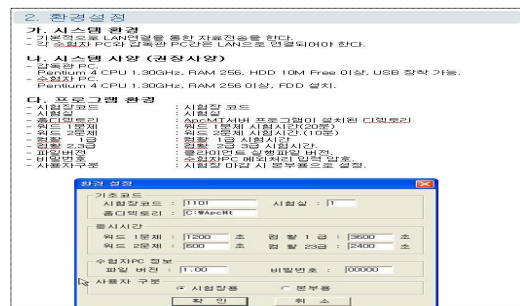 2. 환경설정
가. 시스템 환경
- 기본적으로 LAN연결을 통한 자료전송을 한다.
- 각 수험자 PC와 감독관 PC간은 LAN으로 연결되어야 한다.
나. 시스템 사양 (권장사양)
- 감독관 PC.
Pentium 4 CPU 1.30GHz, RAM 256, HDD 10M Free 이상, USB 장착 가능.
- 수험자 PC.
Pentium 4 CPU 1.30GHz, RAM 256 이상, FDD 설치.
다. 프로그램 환경
- 시험장코드 : 시험장 코드
- 시험실 : 시험실
- 홈디렉토리 : ApcMT서버 프로그램이 설치된 디렉토리
- 워드 1문제 : 워드 1문제 시험시간(20분)
- 워드 2문제 : 워드 2문제 시험시간.(10분)
- 컴활 1급 : 컴활 1급 시험시간
- 컴활 2,3급 : 컴활 2급 3급 시험시간.
- 파일버전 : 클라이언트 실행파일 버전.
- 비밀번호 : 수험자PC 예외처리 입력 암호.
- 사용자구분 : 시험장 마감 시 본부용으로 설정.
환경 설정
기초코드
시험장코드 : 1101 시험실 : 1
홈디렉토리 : C:\ApcMt
응시시간
워드 1문제 : 1200 초 컴 활 1 급 : 3600 초
워드 2문제 : 600 초 컴 활 23급 : 2400 초
수험자PC 정보
파일 버전 : 1.00 비밀번호 : 00000
사용자 구분
시험장용 본부용
확 인 취 소